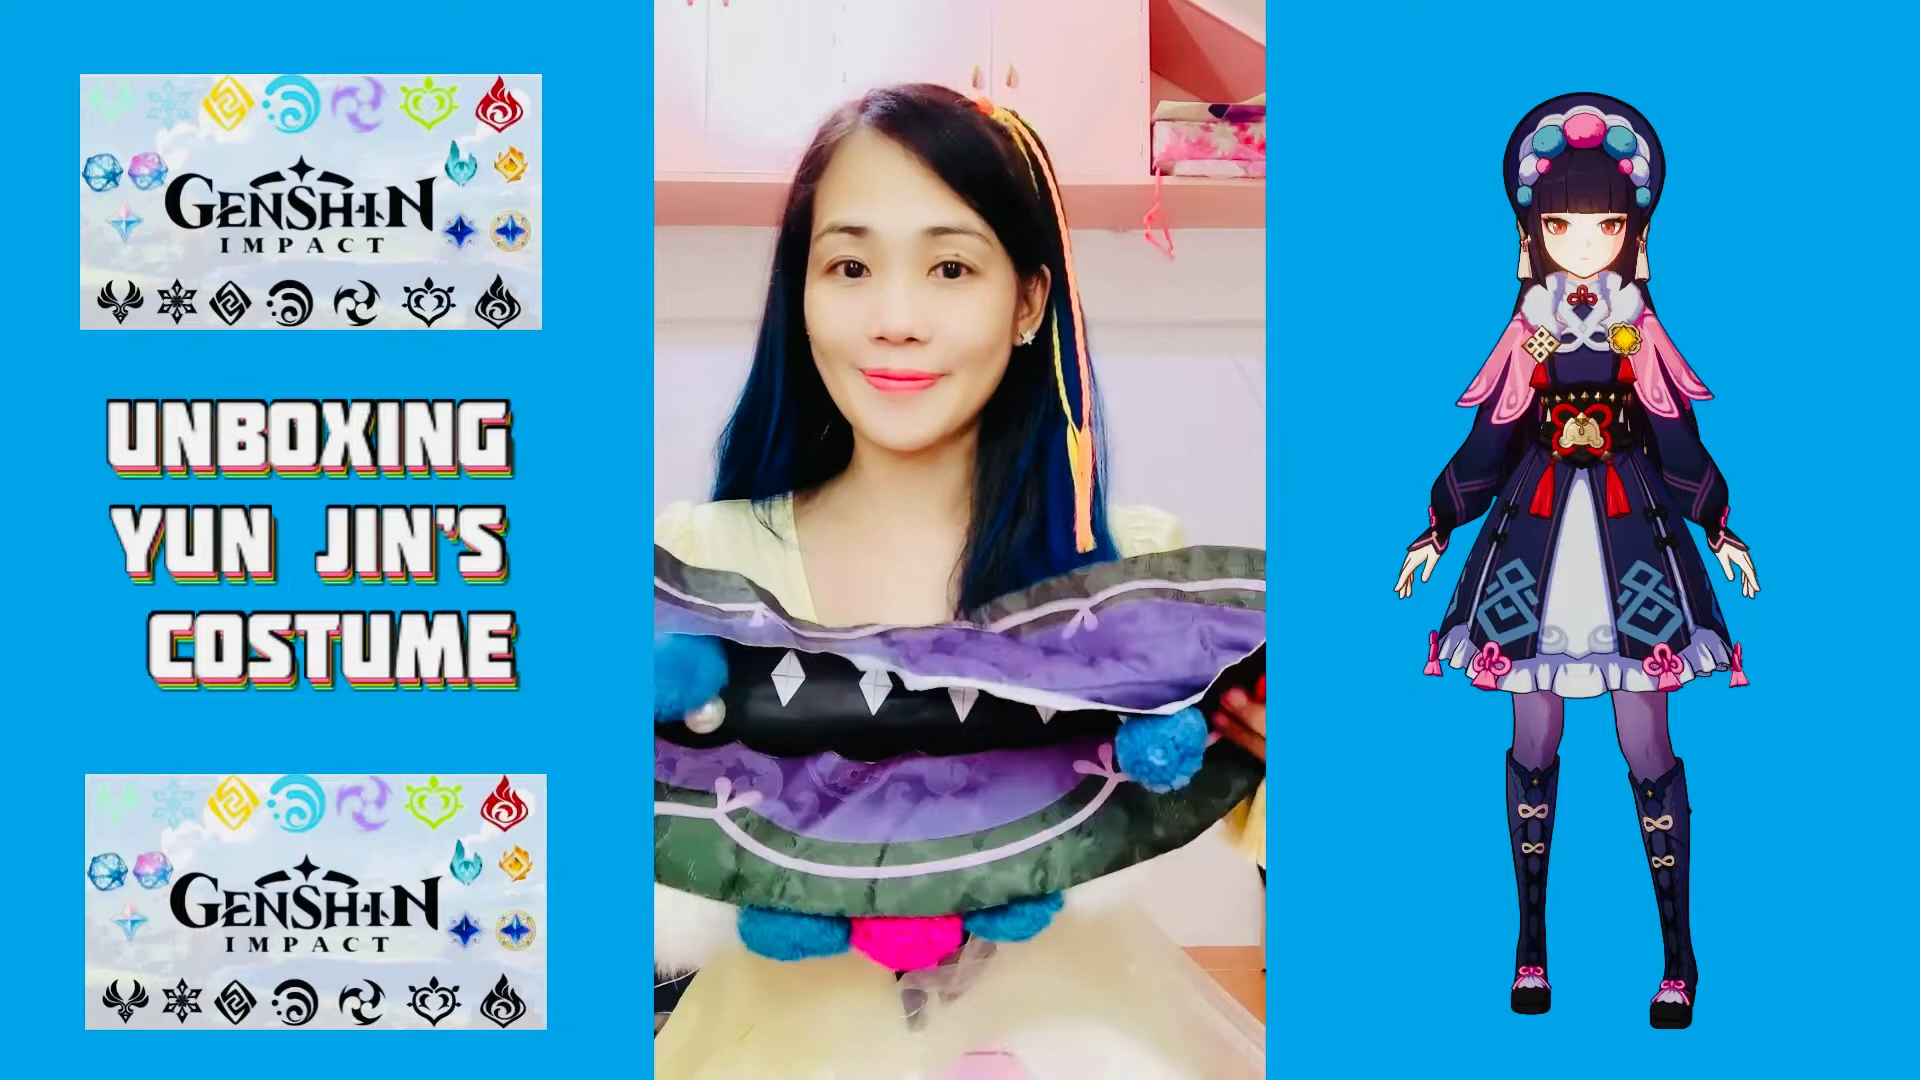 GENSHIN
IMPACT
UNBOXING
YUN JIN'S
COSTUME
GENSHIN
IMPACT